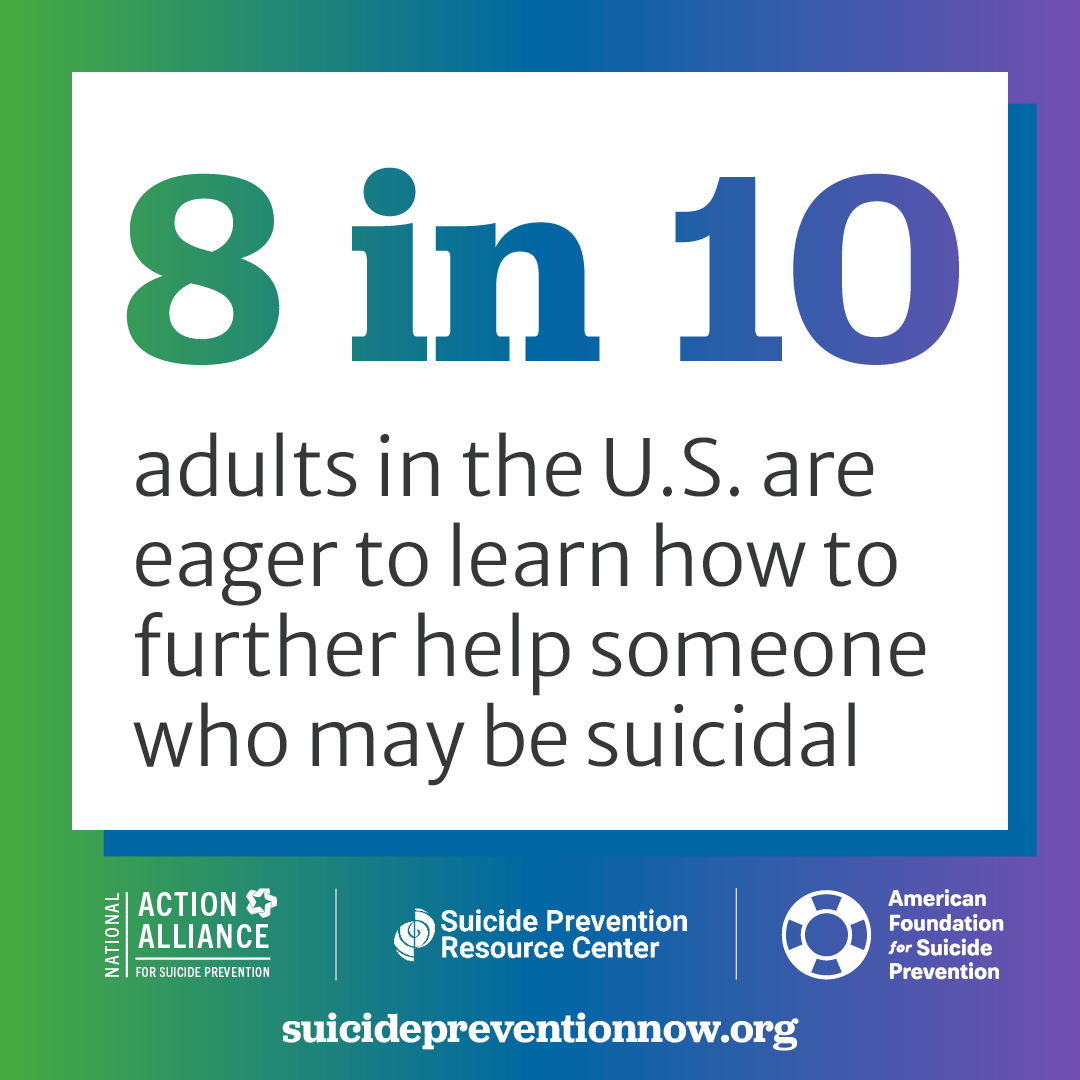 8 in 10
adults in the U.S. are
eager to learn how to
further help someone
who may be suicidal
NATIONAL
ACTION
ALLIANCE
FOR SUICIDE PREVENTION
Suicide Prevention
Resource Center
American
Foundation
for Suicide
Prevention
suicidepreventionnow.org